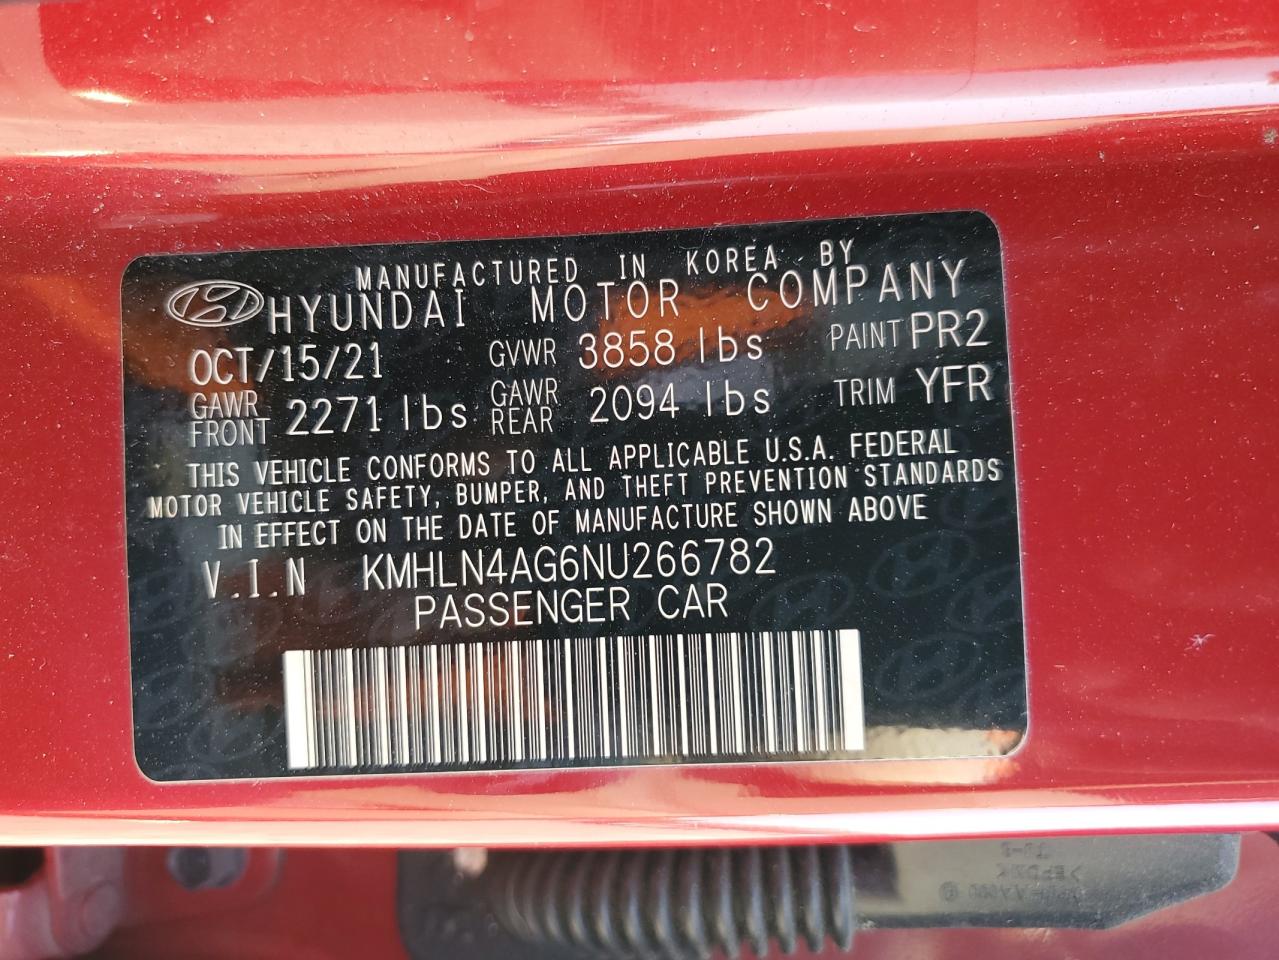 MANUFACTURED IN KOREA BY
HYUNDAI MOTOR COMPANY
OCT/15/21 GVWR 3858 lbs PAINT PR2
GAWR FRONT 2271 lbs GAWR REAR 2094 lbs TRIM YFR
THIS VEHICLE CONFORMS TO ALL APPLICABLE U.S.A. FEDERAL
MOTOR VEHICLE SAFETY, BUMPER, AND THEFT PREVENTION STANDARDS
IN EFFECT ON THE DATE OF MANUFACTURE SHOWN ABOVE
V.I.N KMHLN4AG6NU266782
PASSENGER CAR